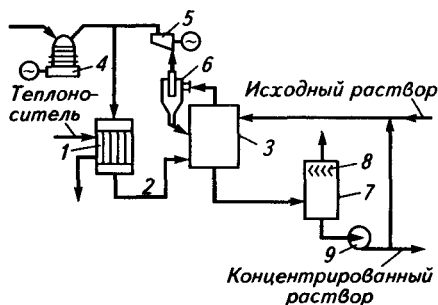 5
6
4
Теплоно-
ситель
Исходный раствор
1
2
3
8
7
9
Концентрированный
раствор